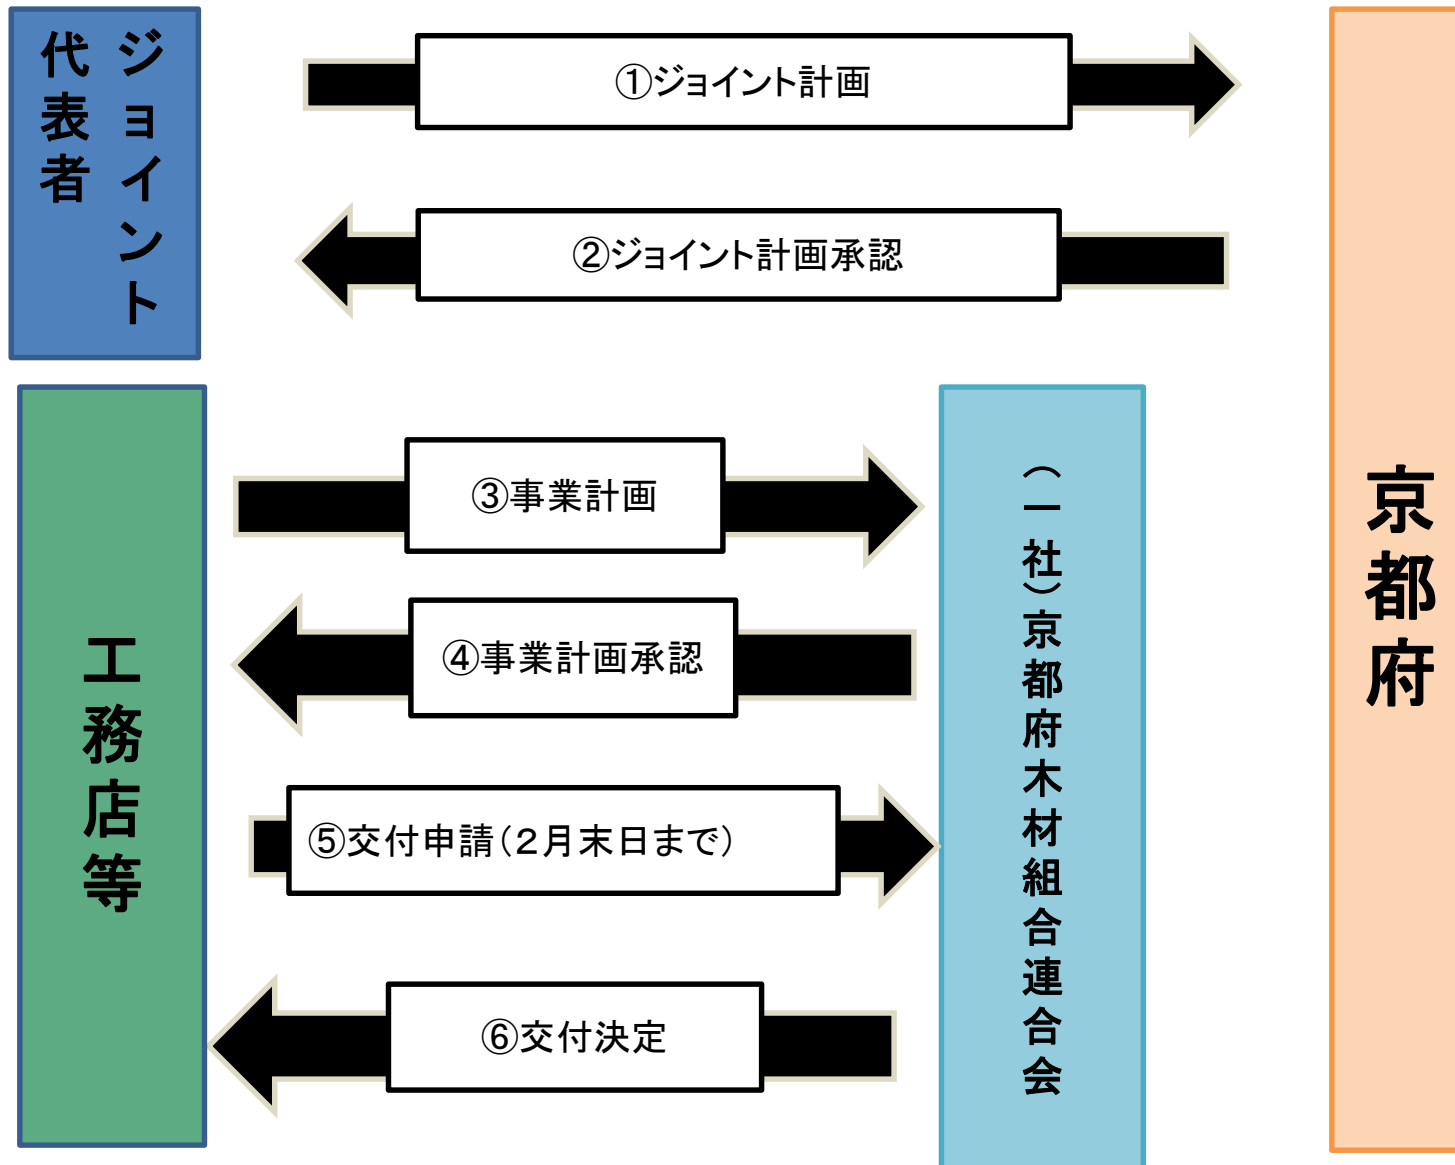 ジョイント
代表者
①ジョイント計画
②ジョイント計画承認
京都府
工務店等
③事業計画
④事業計画承認
⑤交付申請（２月末日まで）
⑥交付決定
（一社）京都府木材組合連合会